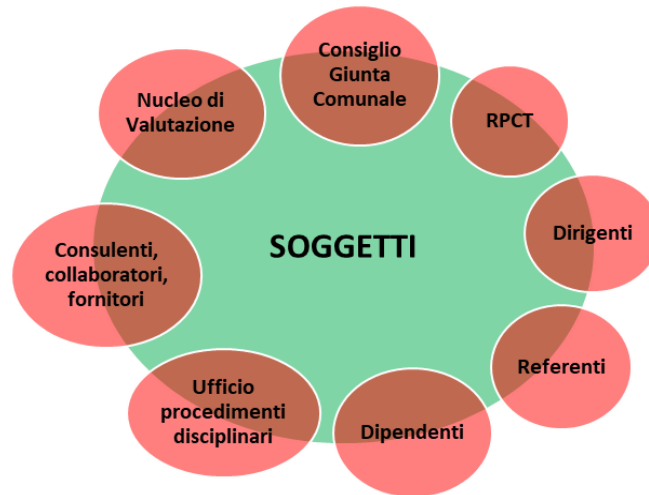 Consiglio
Giunta
Comunale
Nucleo di
Valutazione
RPCT
SOGGETTI
Dirigenti
Consulenti,
collaboratori,
fornitori
Referenti
Ufficio
procedimenti
disciplinari
Dipendenti